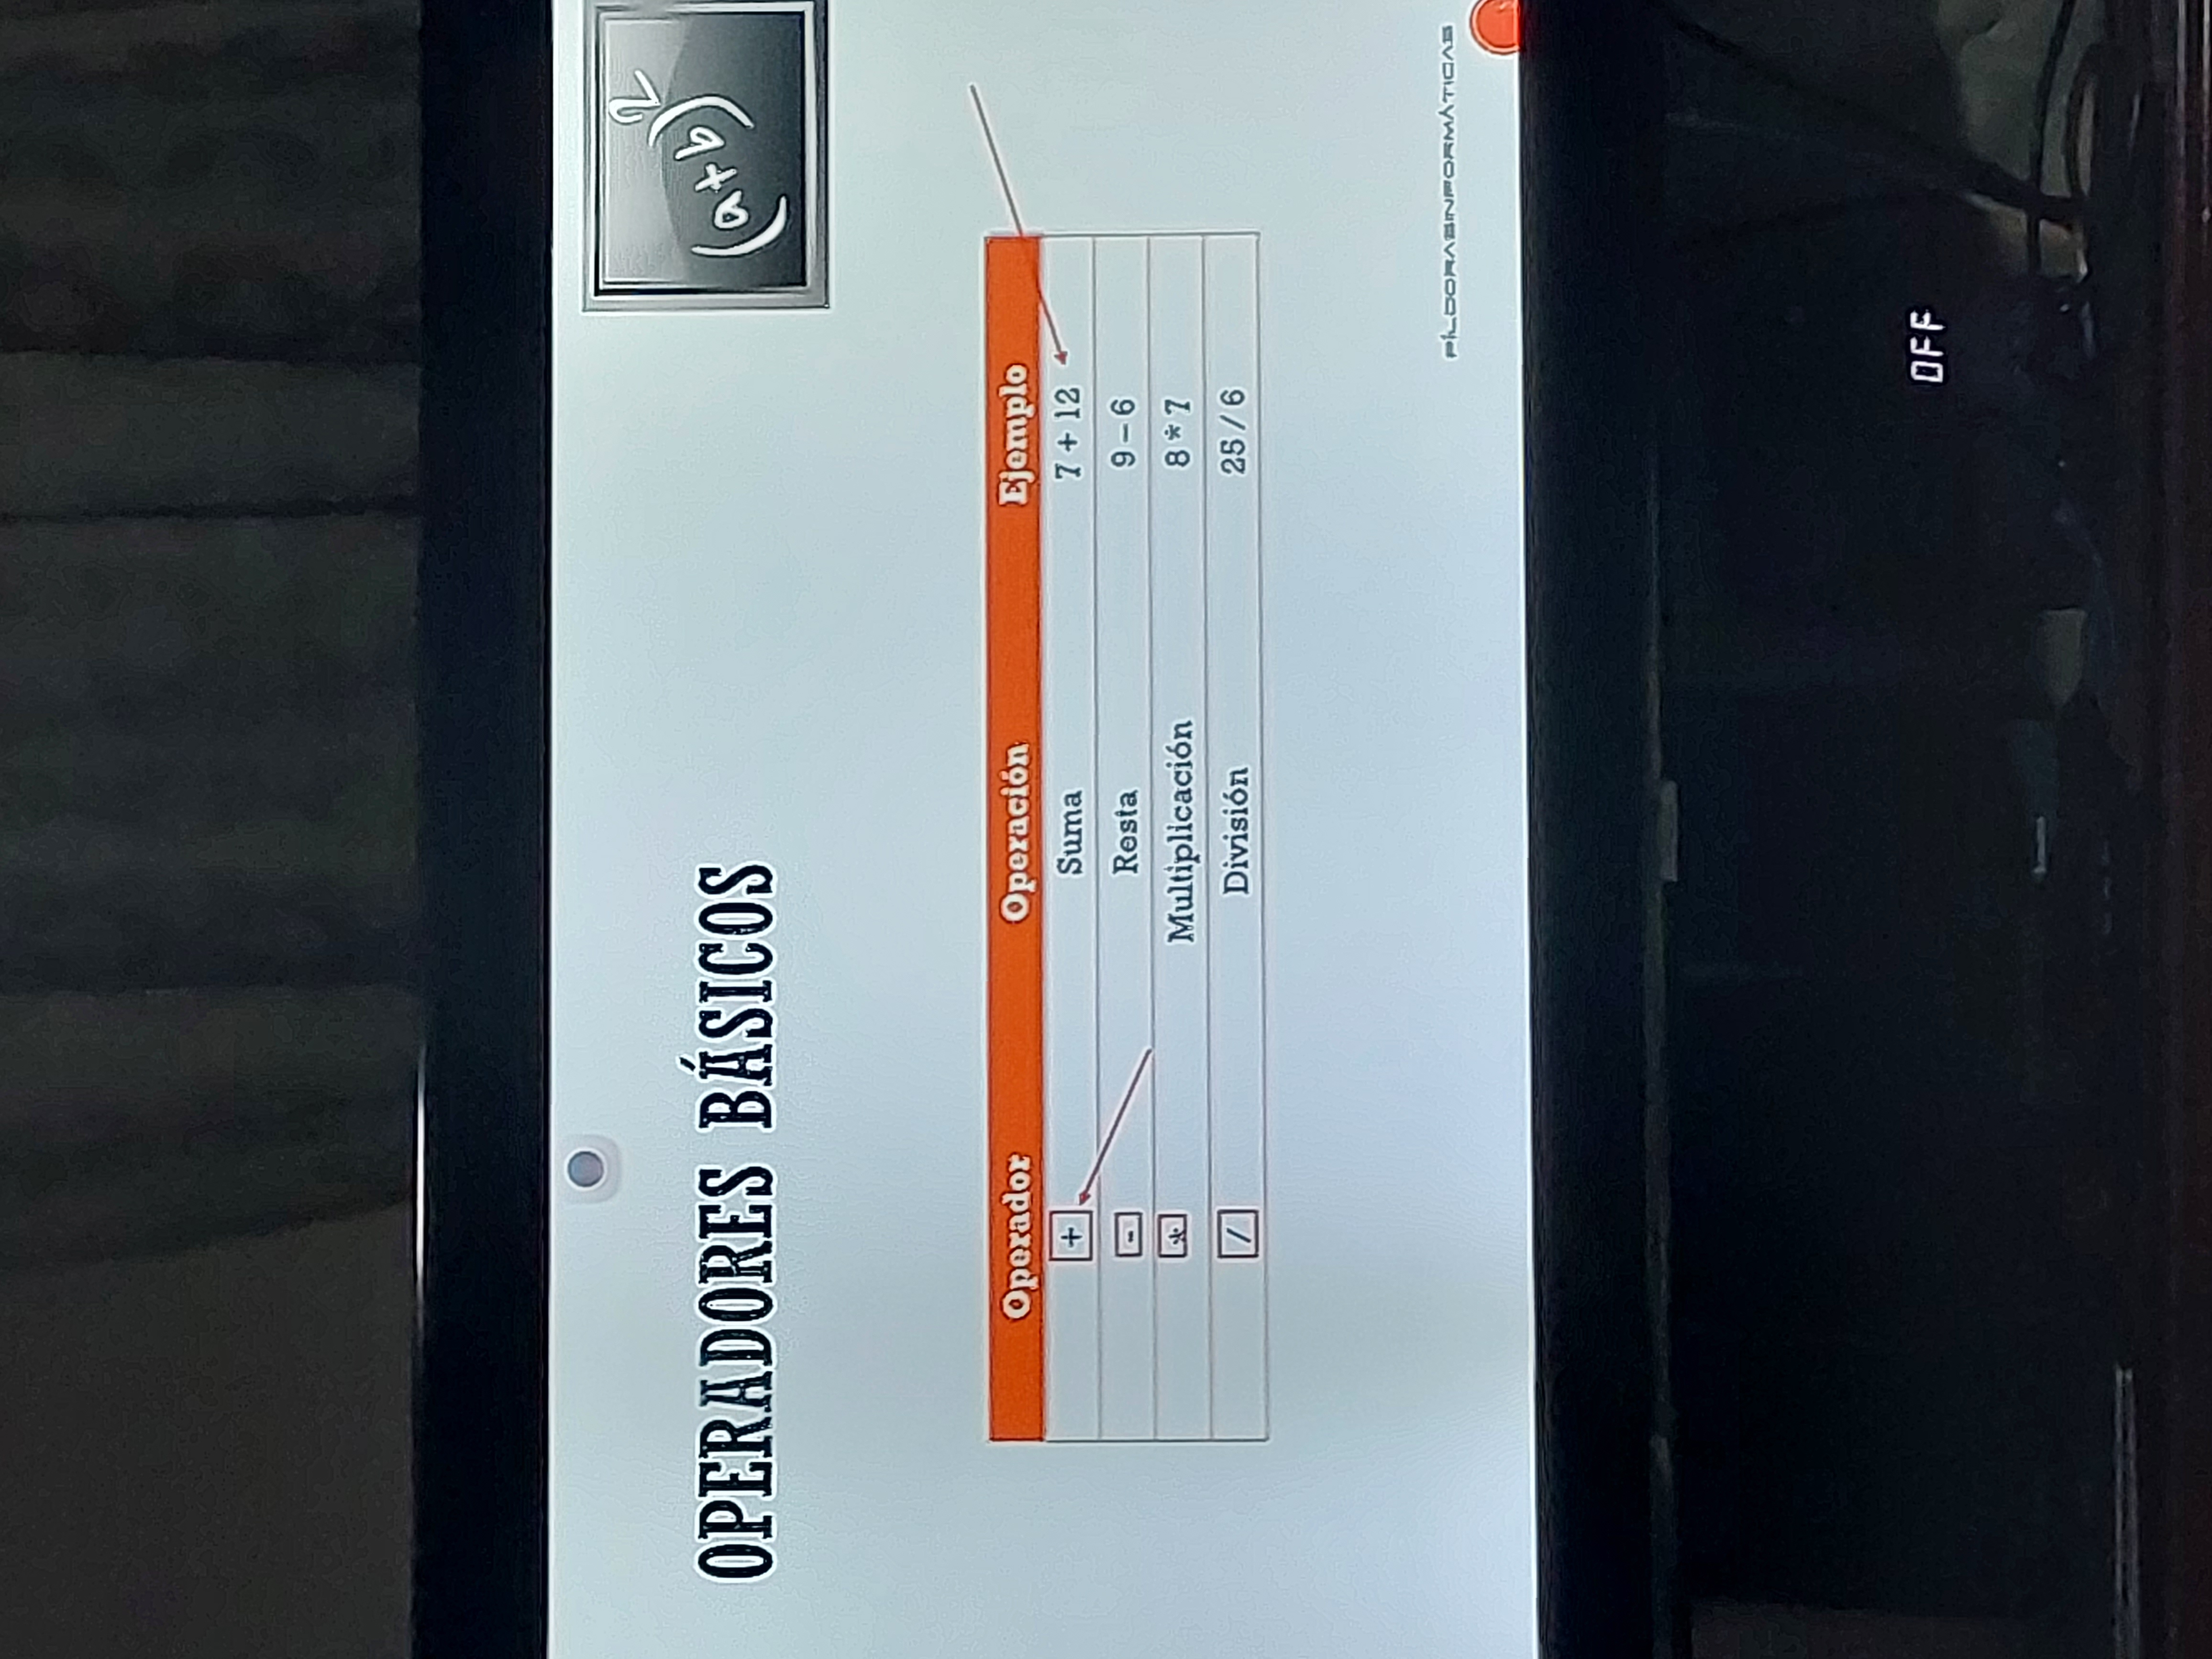 (a+b)²
OPERADORES BÁSICOS
Operador Operación Ejemplo
+ Suma 7 + 12
- Resta 9 – 6
* Multiplicación 8 * 7
/ División 25 / 6
PÍLDORASINFORMÁTICAS
OFF